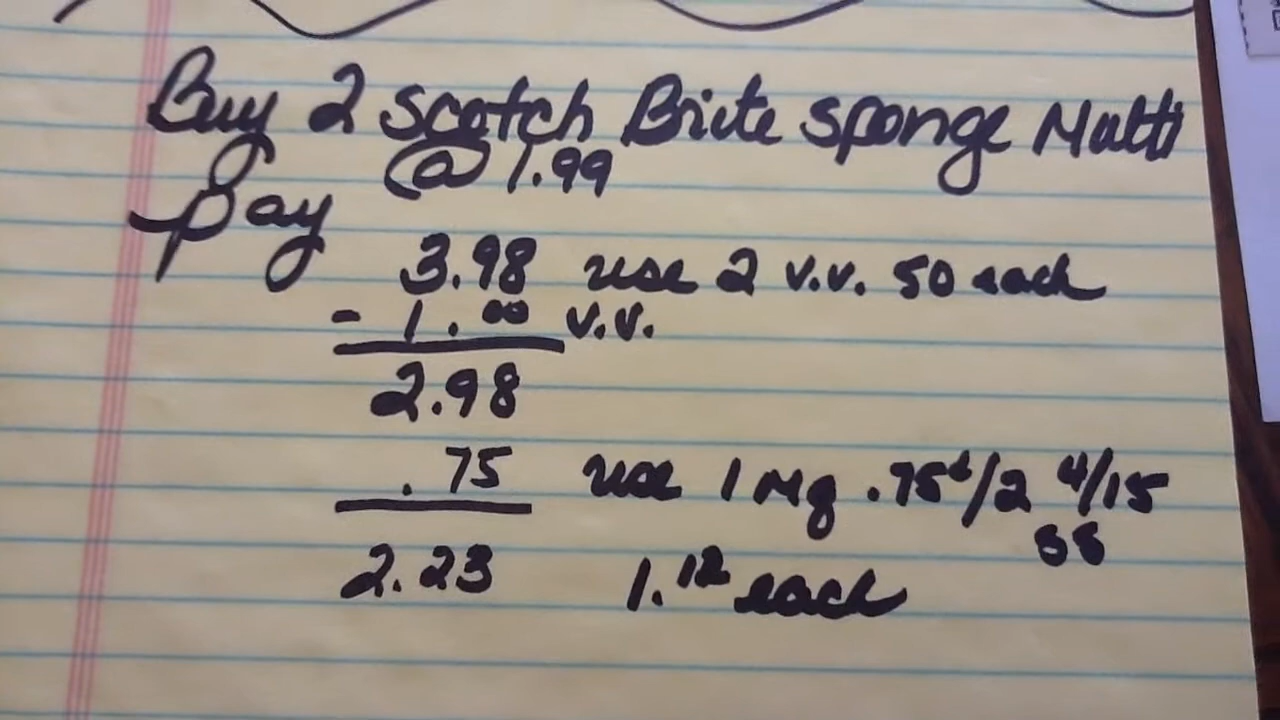 Buy 2 Scotch Brite sponge Multi
@ 1.99
pay
3.98 use 2 v.v. 50 each
- 1.00 v.v.
2.98
.75 use 1 Mg .75¢/2 4/15
SS
2.23 1.12 each